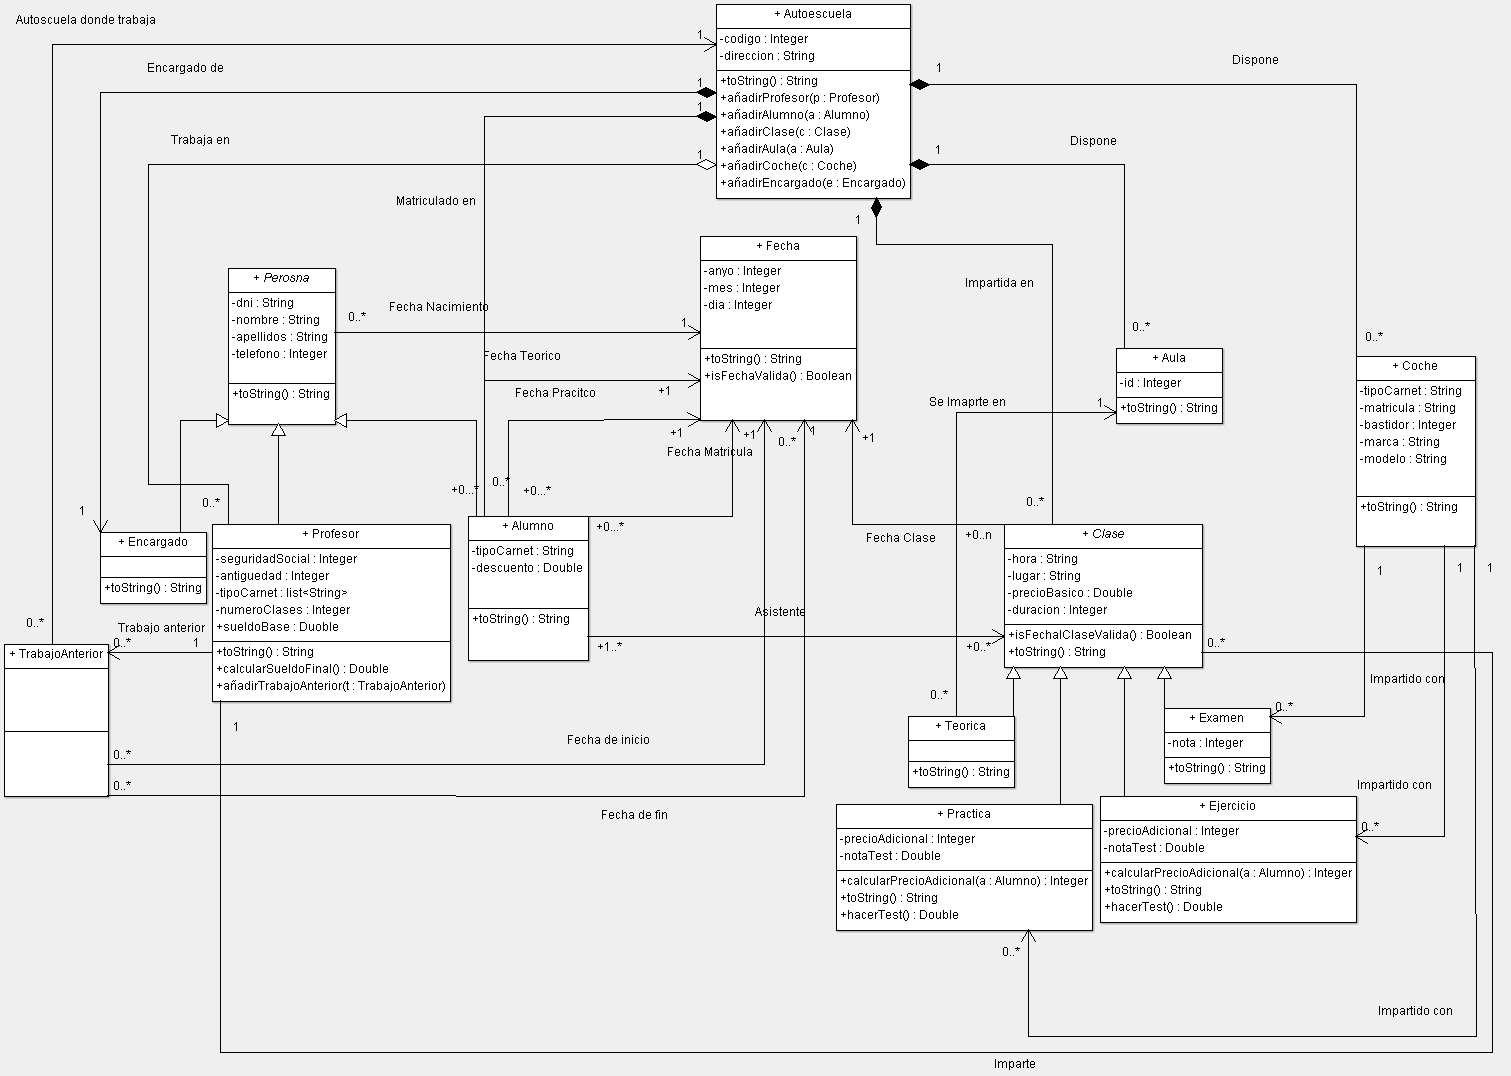 + Autoescuela
-codigo : Integer
-direccion : String
+toString() : String
+añadirProfesor(p : Profesor)
+añadirAlumno(a : Alumno)
+añadirClase(c : Clase)
+añadirAula(a : Aula)
+añadirCoche(c : Coche)
+añadirEncargado(e : Encargado)
Autoscuela donde trabaja
1
Encargado de
1
1
Trabaja en
1
Matriculado en
1
Dispone
1
Dispone
1
Impartida en
+ Fecha
-anyo : Integer
-mes : Integer
-dia : Integer
+toString() : String
+isFechaValida() : Boolean
+ Perosna
-dni : String
-nombre : String
-apellidos : String
-telefono : Integer
+toString() : String
0..*
Fecha Nacimiento
1
Fecha Teorico
Fecha Pracitco
+1
+1
Fecha Matricula
+1
0..*
1
+1
0..*
0..*
+ Aula
-id : Integer
+toString() : String
Se Imaprte en
1
+ Coche
-tipoCarnet : String
-matricula : String
-bastidor : Integer
-marca : String
-modelo : String
+toString() : String
1
0..*
+0...*
0..*
+0...*
+0...*
Fecha Clase
+0..n
0..*
+ Encargado
+toString() : String
+ Profesor
-seguridadSocial : Integer
-antiguedad : Integer
-tipoCarnet : list<String>
-numeroClases : Integer
+sueldoBase : Duoble
+toString() : String
+calcularSueldoFinal() : Double
+añadirTrabajoAnterior(t : TrabajoAnterior)
+ Alumno
-tipoCarnet : String
-descuento : Double
+toString() : String
+ Clase
-hora : String
-lugar : String
-precioBasico : Double
-duracion : Integer
+isFechalClaseValida() : Boolean
+toString() : String
1
1
1
0..*
Trabajo anterior
0..*
1
Asistente
+1..*
+0..*
0..*
+ TrabajoAnterior
1
0..*
Fecha de inicio
0..*
Fecha de fin
0..*
+ Teorica
+toString() : String
+ Examen
-nota : Integer
+toString() : String
Impartido con
0..*
Impartido con
0..*
+ Practica
-precioAdicional : Integer
-notaTest : Double
+calcularPrecioAdicional(a : Alumno) : Integer
+toString() : String
+hacerTest() : Double
+ Ejercicio
-precioAdicional : Integer
-notaTest : Double
+calcularPrecioAdicional(a : Alumno) : Integer
+toString() : String
+hacerTest() : Double
0..*
Impartido con
Imparte